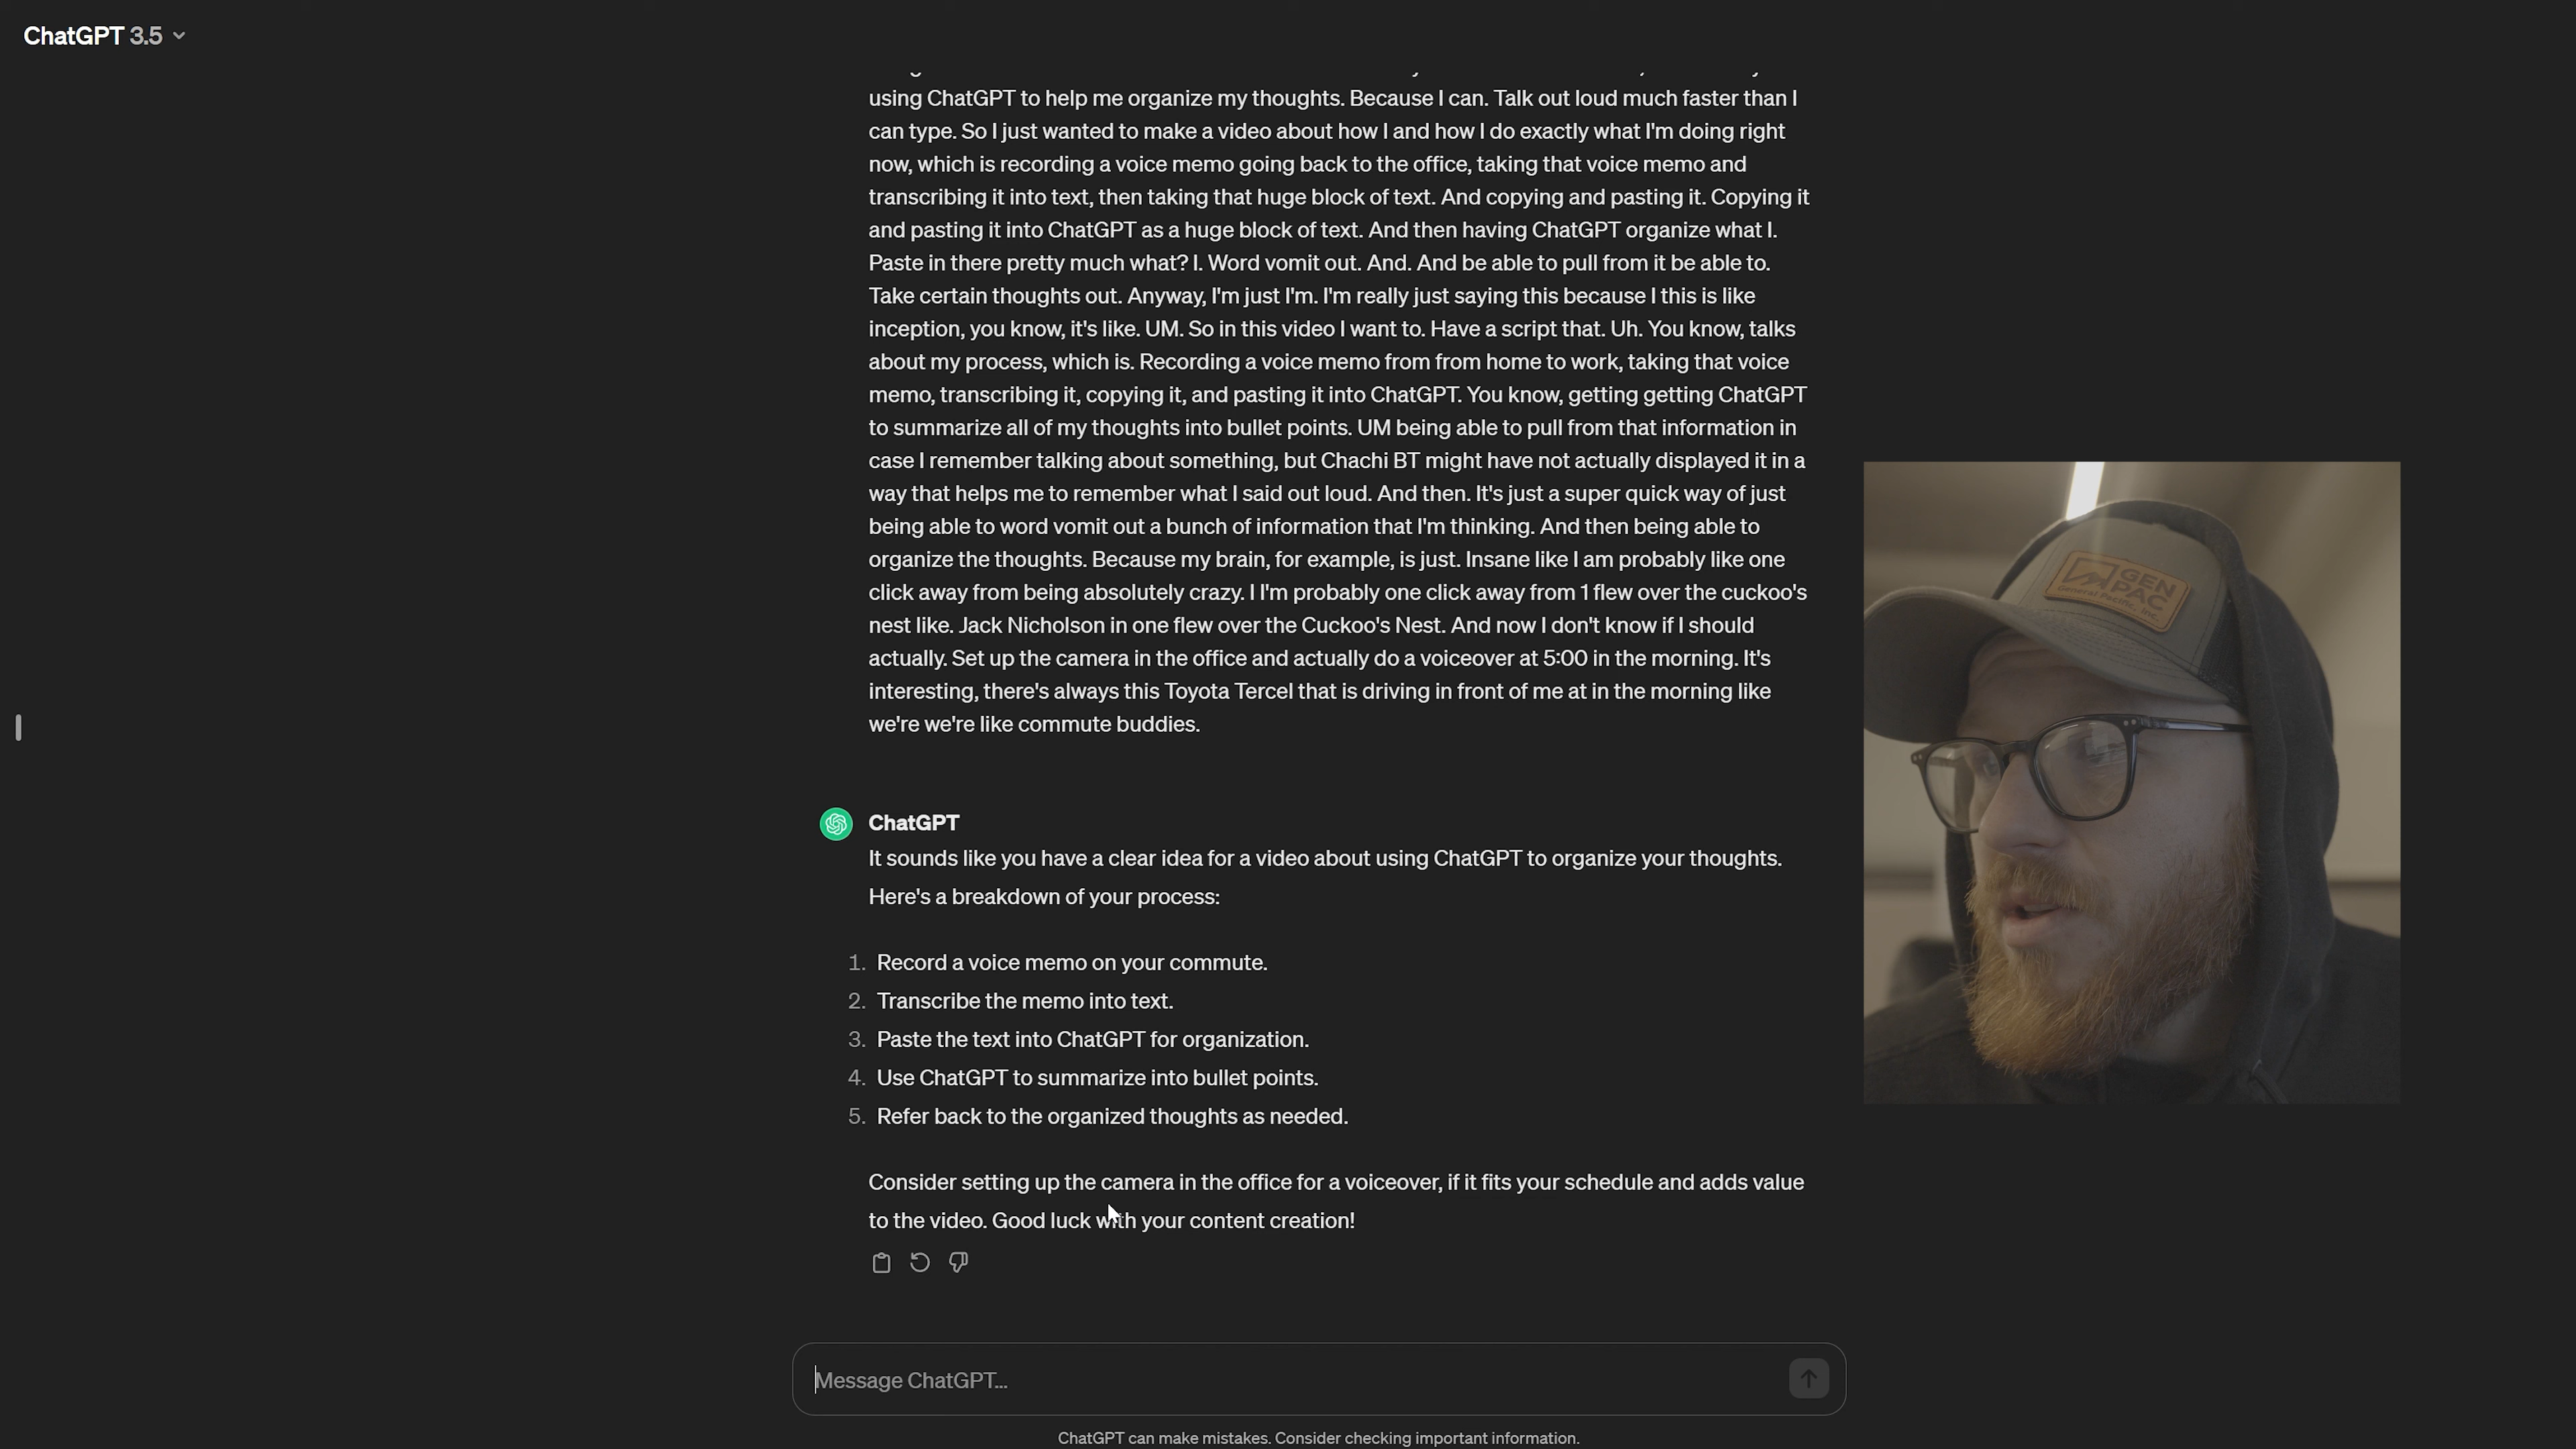 ChatGPT 3.5
using ChatGPT to help me organize my thoughts. Because I can. Talk out loud much faster than I
can type. So I just wanted to make a video about how I and how I do exactly what I'm doing right
now, which is recording a voice memo going back to the office, taking that voice memo and
transcribing it into text, then taking that huge block of text. And copying and pasting it. Copying it
and pasting it into ChatGPT as a huge block of text. And then having ChatGPT organize what I.
Paste in there pretty much what? I. Word vomit out. And. And be able to pull from it be able to.
Take certain thoughts out. Anyway, I'm just I'm. I'm really just saying this because I this is like
inception, you know, it's like. UM. So in this video I want to. Have a script that. Uh. You know, talks
about my process, which is. Recording a voice memo from from home to work, taking that voice
memo, transcribing it, copying it, and pasting it into ChatGPT. You know, getting getting ChatGPT
to summarize all of my thoughts into bullet points. UM being able to pull from that information in
case I remember talking about something, but Chachi BT might have not actually displayed it in a
way that helps me to remember what I said out loud. And then. It's just a super quick way of just
being able to word vomit out a bunch of information that I'm thinking. And then being able to
organize the thoughts. Because my brain, for example, is just. Insane like I am probably like one
click away from being absolutely crazy. I I'm probably one click away from 1 flew over the cuckoo's
nest like. Jack Nicholson in one flew over the Cuckoo's Nest. And now I don't know if I should
actually. Set up the camera in the office and actually do a voiceover at 5:00 in the morning. It's
interesting, there's always this Toyota Tercel that is driving in front of me at in the morning like
we're we're like commute buddies.
GEN
PAC
General Pacific, Inc.
ChatGPT
It sounds like you have a clear idea for a video about using ChatGPT to organize your thoughts.
Here's a breakdown of your process:
1. Record a voice memo on your commute.
2. Transcribe the memo into text.
3. Paste the text into ChatGPT for organization.
4. Use ChatGPT to summarize into bullet points.
5. Refer back to the organized thoughts as needed.
Consider setting up the camera in the office for a voiceover, if it fits your schedule and adds value
to the video. Good luck with your content creation!
Message ChatGPT...
ChatGPT can make mistakes. Consider checking important information.